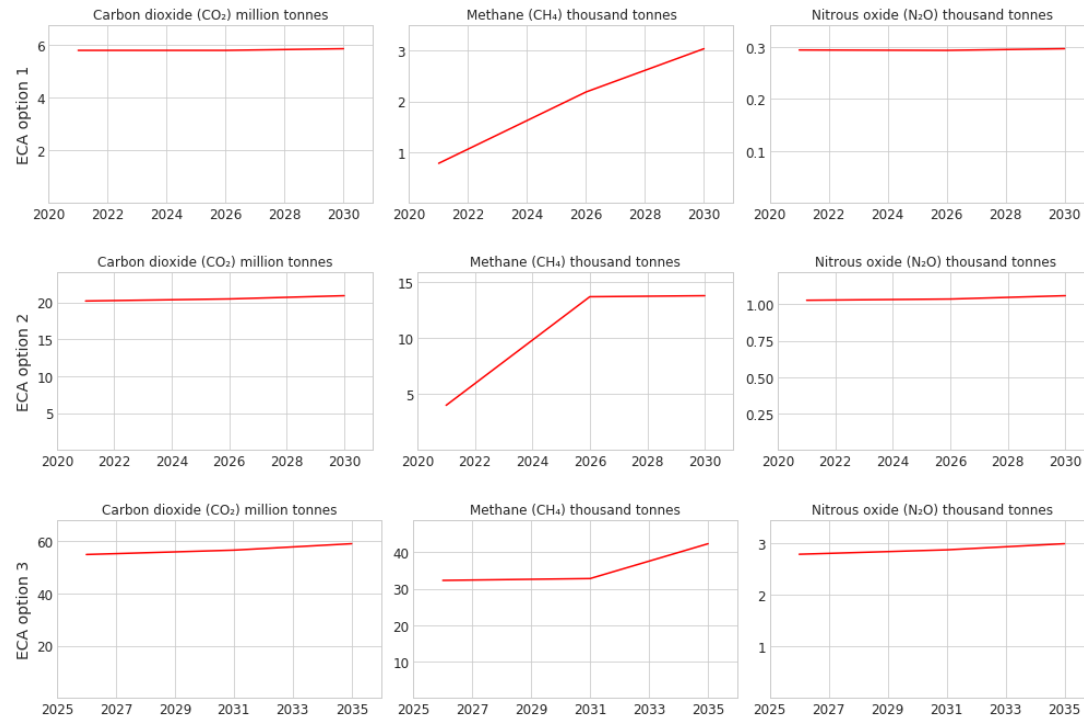 Carbon dioxide (CO₂) million tonnes
Methane (CH₄) thousand tonnes
Nitrous oxide (N₂O) thousand tonnes
ECA option 1
6
4
2
3
2
1
0.3
0.2
0.1
2020 2022 2024 2026 2028 2030
2020 2022 2024 2026 2028 2030
2020 2022 2024 2026 2028 2030
Carbon dioxide (CO₂) million tonnes
Methane (CH₄) thousand tonnes
Nitrous oxide (N₂O) thousand tonnes
ECA option 2
20
15
10
5
15
10
5
1.00
0.75
0.50
0.25
2020 2022 2024 2026 2028 2030
2020 2022 2024 2026 2028 2030
2020 2022 2024 2026 2028 2030
Carbon dioxide (CO₂) million tonnes
Methane (CH₄) thousand tonnes
Nitrous oxide (N₂O) thousand tonnes
ECA option 3
60
40
60
20
40
30
20
10
3
2
1
2025 2027 2029 2031 2033 2035
2025 2027 2029 2031 2033 2035
2025 2027 2029 2031 2033 2035